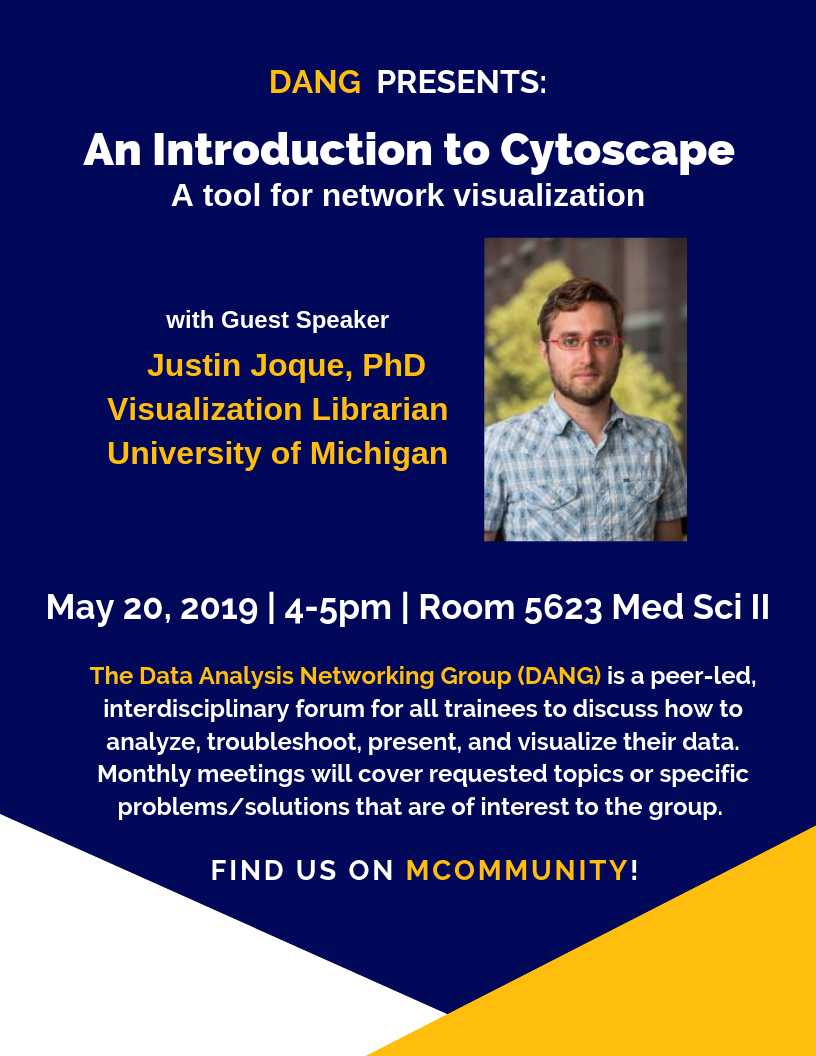 DANG PRESENTS:
An Introduction to Cytoscape
A tool for network visualization
with Guest Speaker
Justin Joque, PhD
Visualization Librarian
University of Michigan
May 20, 2019 | 4-5pm | Room 5623 Med Sci II
The Data Analysis Networking Group (DANG) is a peer-led,
interdisciplinary forum for all trainees to discuss how to
analyze, troubleshoot, present, and visualize their data.
Monthly meetings will cover requested topics or specific
problems/solutions that are of interest to the group.
FIND US ON MCOMMUNITY!